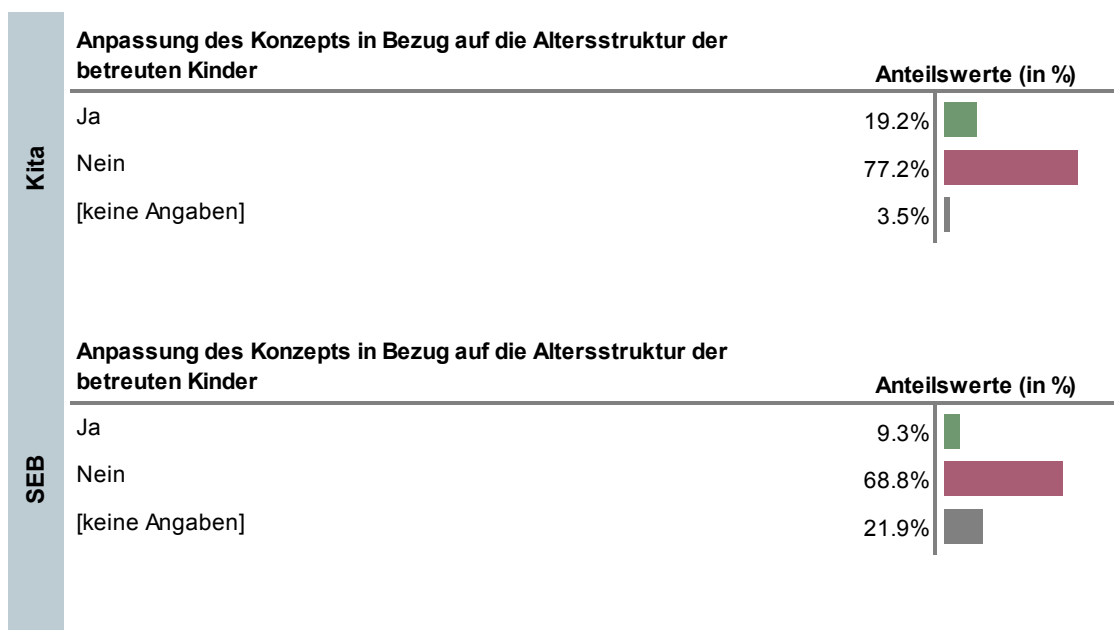 Kita
Anpassung des Konzepts in Bezug auf die Altersstruktur der
betreuten Kinder
Anteilswerte (in %)
Ja 19.2%
Nein 77.2%
[keine Angaben] 3.5%
SEB
Anpassung des Konzepts in Bezug auf die Altersstruktur der
betreuten Kinder
Anteilswerte (in %)
Ja 9.3%
Nein 68.8%
[keine Angaben] 21.9%